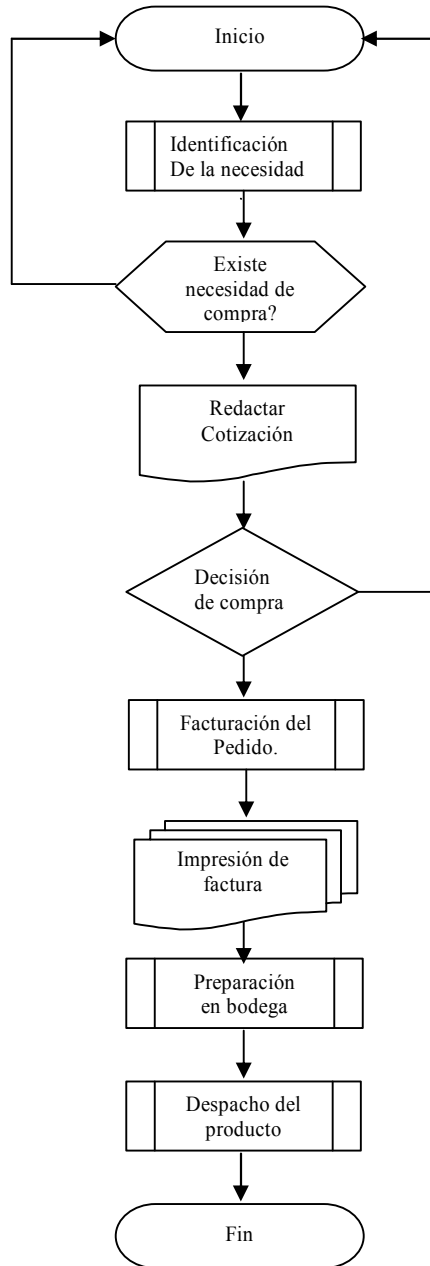 Inicio
Identificación
De la necesidad
Existe
necesidad de
compra?
Redactar
Cotización
Decisión
de compra
Facturación del
Pedido.
Impresión de
factura
Preparación
en bodega
Despacho del
producto
Fin